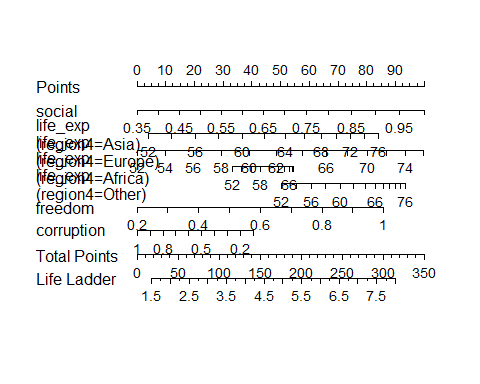 0 10 20 30 40 50 60 70 80 90
Points
social
0.35 0.45 0.55 0.65 0.75 0.85 0.95
life_exp
(region4=Asia)
52 56 60 64 68 72 76
life_exp
(region4=Europe)
52 54 56 58 60 62 66 70 74
life_exp
(region4=Africa)
52 58 66
life_exp
(region4=Other)
52 56 60 66 76
freedom
0.2 0.4 0.6 0.8 1
corruption
1 0.8 0.5 0.2
Total Points
0 50 100 150 200 250 300 350
Life Ladder
1.5 2.5 3.5 4.5 5.5 6.5 7.5